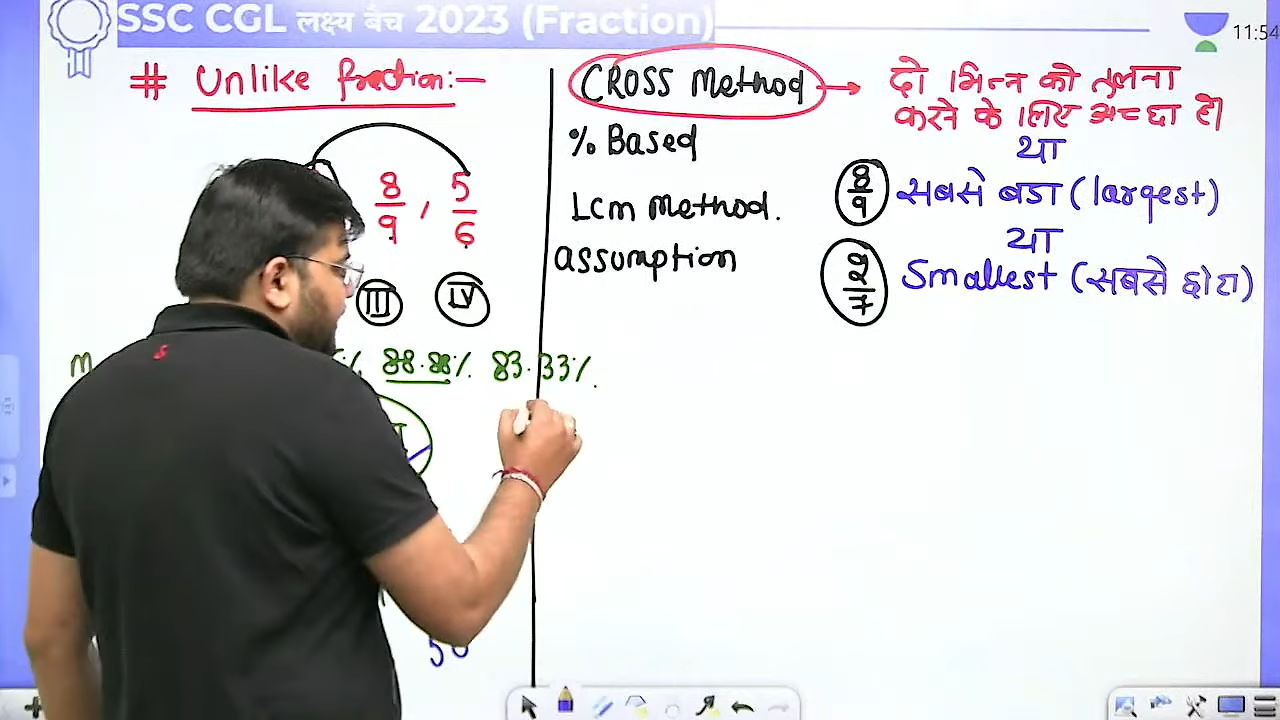 SSC CGL लक्ष्य बैच 2023 (Fraction)
11:54
# Unlike fraction:-
8/9 , 5/6
III IV
88.88% 83.33%
CROSS Method → दो भिन्न को तुलना
करने के लिए अच्छा है।
% Based
या
Lcm Method.
8/9 सबसे बडा (largest)
assumption
या
2/7 Smallest (सबसे छोटा)